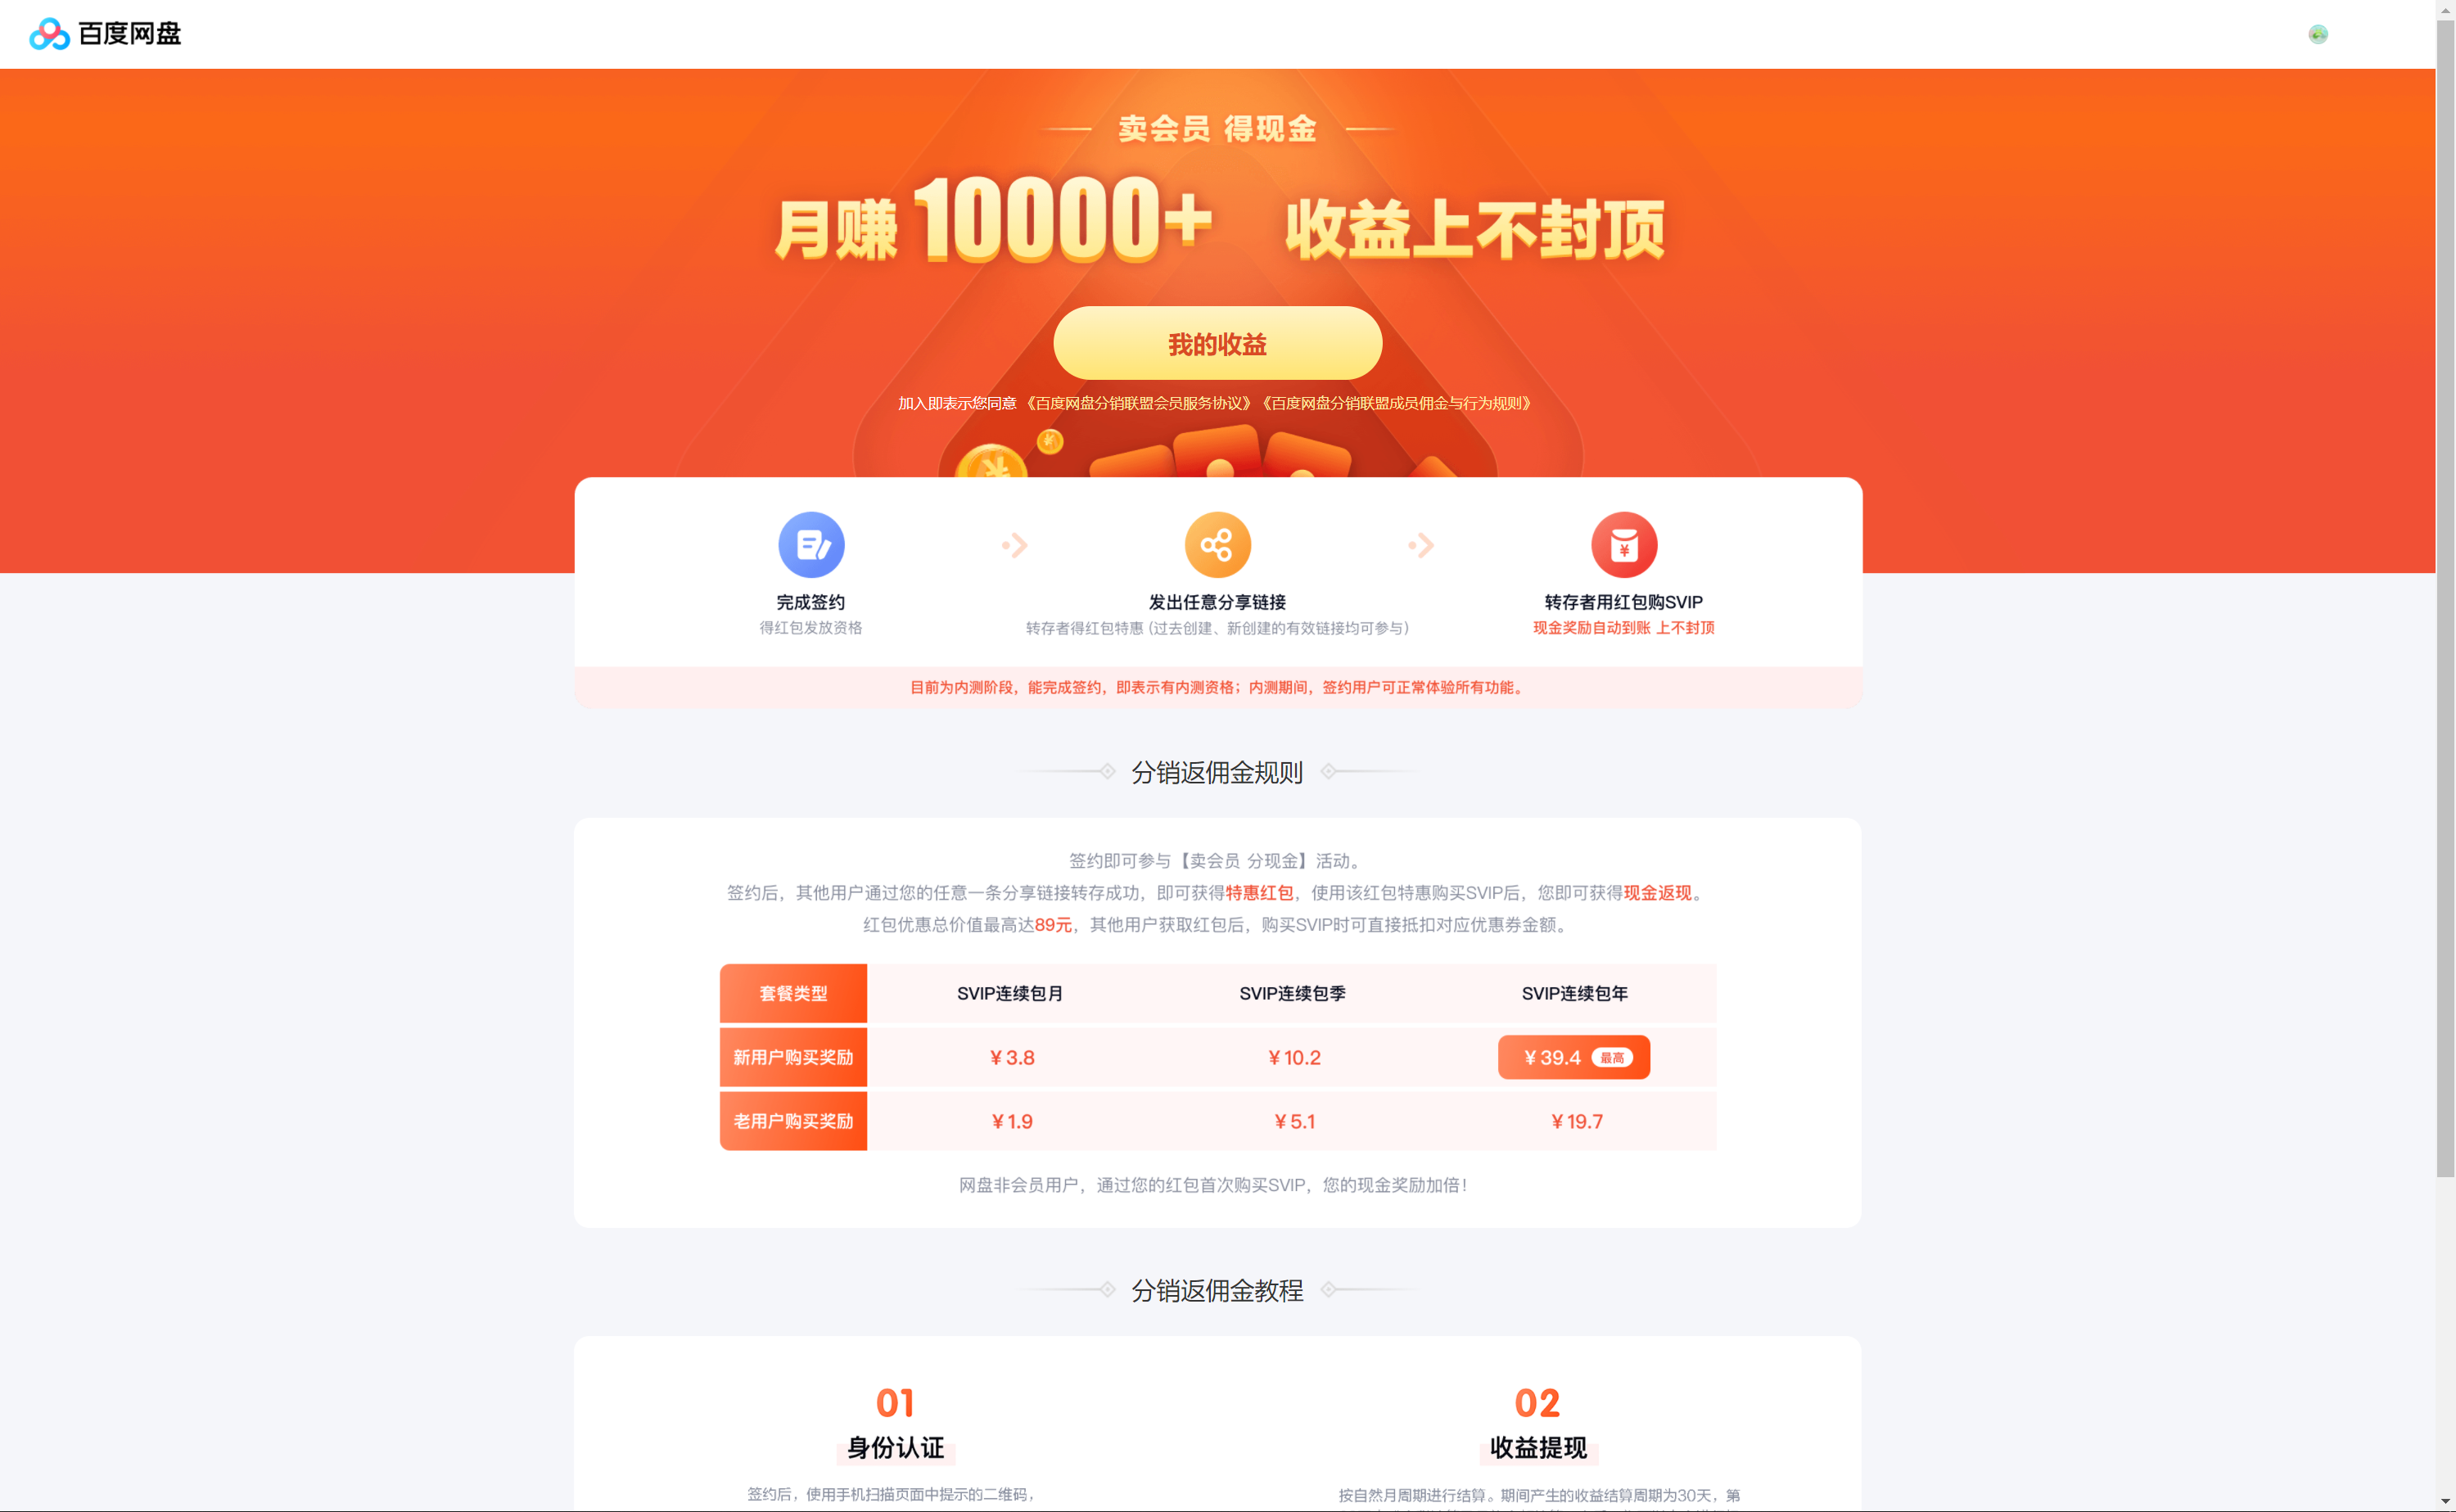 百度网盘
卖会员 得现金
月赚 10000+ 收益上不封顶
我的收益
加入即表示您同意 《百度网盘分销联盟会员服务协议》《百度网盘分销联盟成员佣金与行为规则》
完成签约
得红包发放资格
发出任意分享链接
转存者得红包特惠 (过去创建、新创建的有效链接均可参与)
转存者用红包购SVIP
现金奖励自动到账 上不封顶
目前为内测阶段，能完成签约，即表示有内测资格；内测期间，签约用户可正常体验所有功能。
分销返佣金规则
签约即可参与【卖会员 分现金】活动。
签约后，其他用户通过您的任意一条分享链接转存成功，即可获得特惠红包，使用该红包特惠购买SVIP后，您即可获得现金返现。
红包优惠总价值最高达89元，其他用户获取红包后，购买SVIP时可直接抵扣对应优惠券金额。
套餐类型 SVIP连续包月 SVIP连续包季 SVIP连续包年
新用户购买奖励 ¥3.8 ¥10.2 ¥39.4 最高
老用户购买奖励 ¥1.9 ¥5.1 ¥19.7
网盘非会员用户，通过您的红包首次购买SVIP，您的现金奖励加倍！
分销返佣金教程
01
身份认证
签约后，使用手机扫描页面中提示的二维码，
02
收益提现
按自然月周期进行结算。期间产生的收益结算周期为30天，第